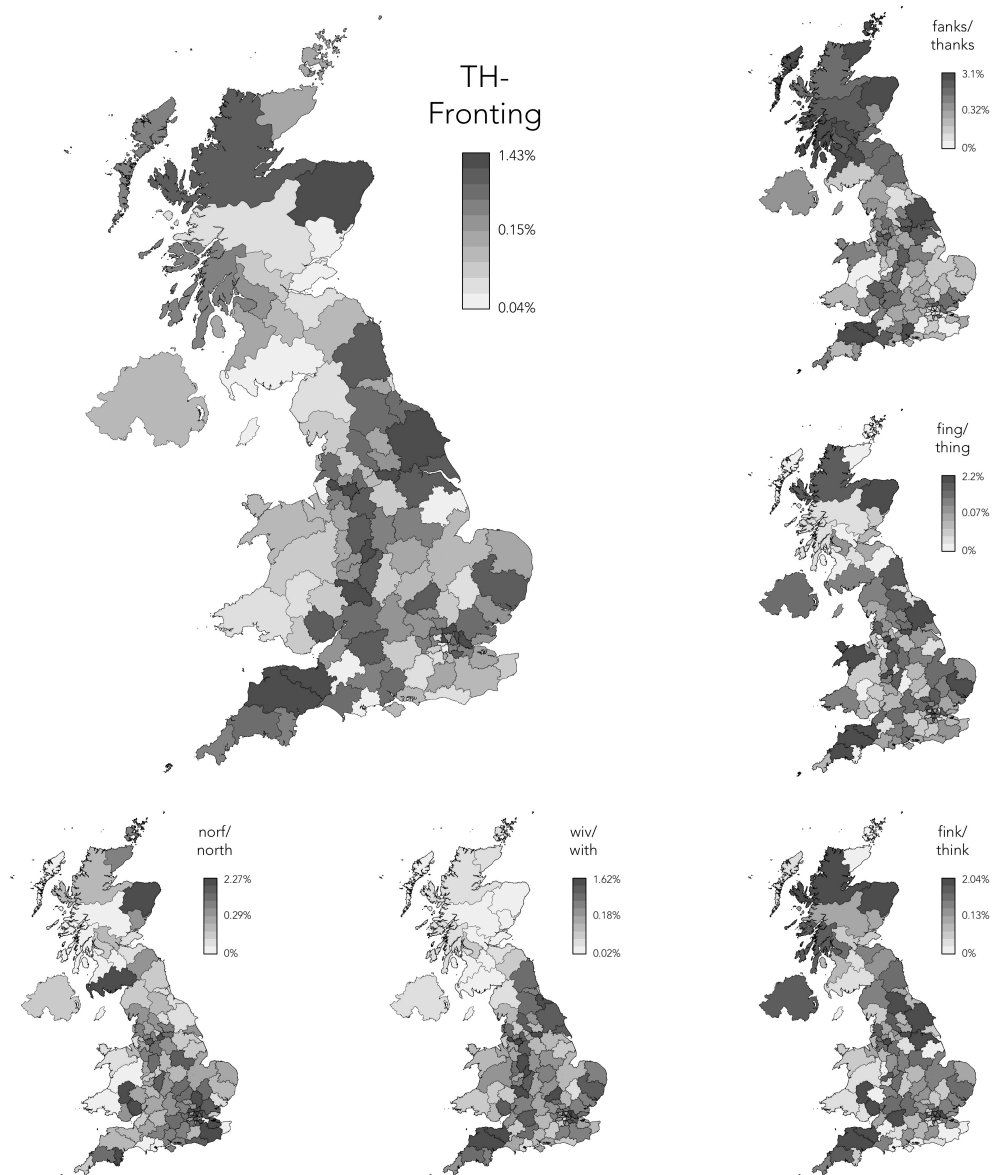 TH-
Fronting
1.43%
0.15%
0.04%
fanks/
thanks
3.1%
0.32%
0%
fing/
thing
2.2%
0.07%
0%
norf/
north
2.27%
0.29%
0%
wiv/
with
1.62%
0.18%
0.02%
fink/
think
2.04%
0.13%
0%